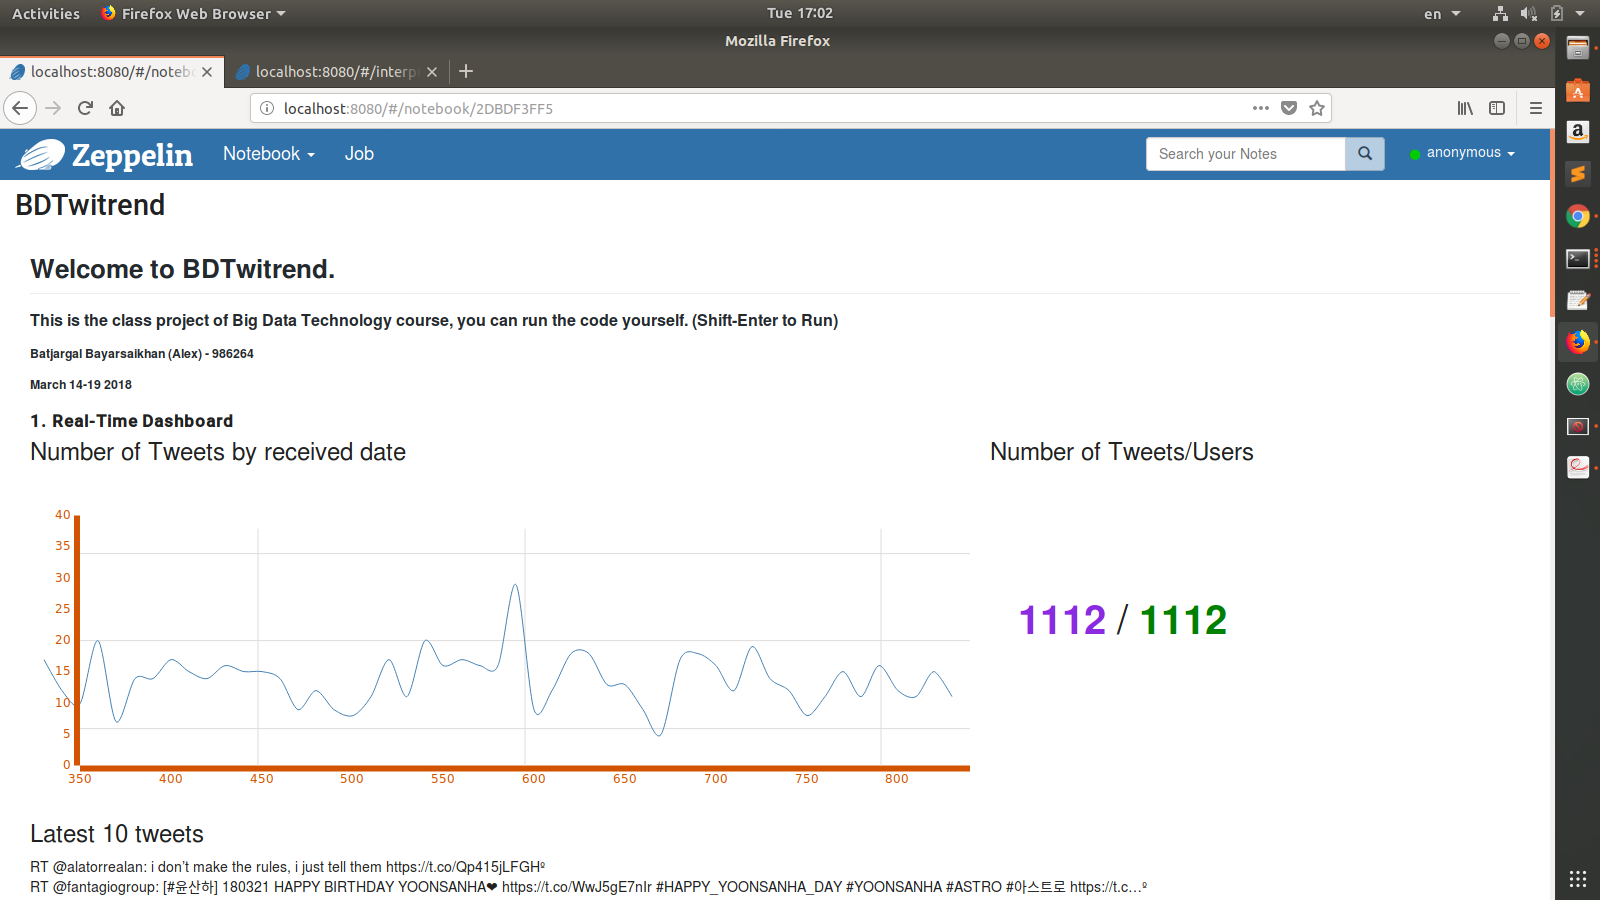 Activities Firefox Web Browser Tue 17:02 en
Mozilla Firefox
localhost:8080/#/noteb localhost:8080/#/interp
localhost:8080/#/notebook/2DBDF3FF5
Zeppelin Notebook Job Search your Notes anonymous
BDTwitrend
Welcome to BDTwitrend.
This is the class project of Big Data Technology course, you can run the code yourself. (Shift-Enter to Run)
Batjargal Bayarsaikhan (Alex) - 986264
March 14-19 2018
1. Real-Time Dashboard
Number of Tweets by received date Number of Tweets/Users
40
35
30
25
20
15
10
5
0
350 400 450 500 550 600 650 700 750 800
1112 / 1112
Latest 10 tweets
RT @alatorrealan: i don't make the rules, i just tell them https://t.co/Qp415jLFGHº
RT @fantagiogroup: [#윤산하] 180321 HAPPY BIRTHDAY YOONSANHA❤ https://t.co/WwJ5gE7nIr #HAPPY_YOONSANHA_DAY #YOONSANHA #ASTRO #아스트로 https://t.c…º